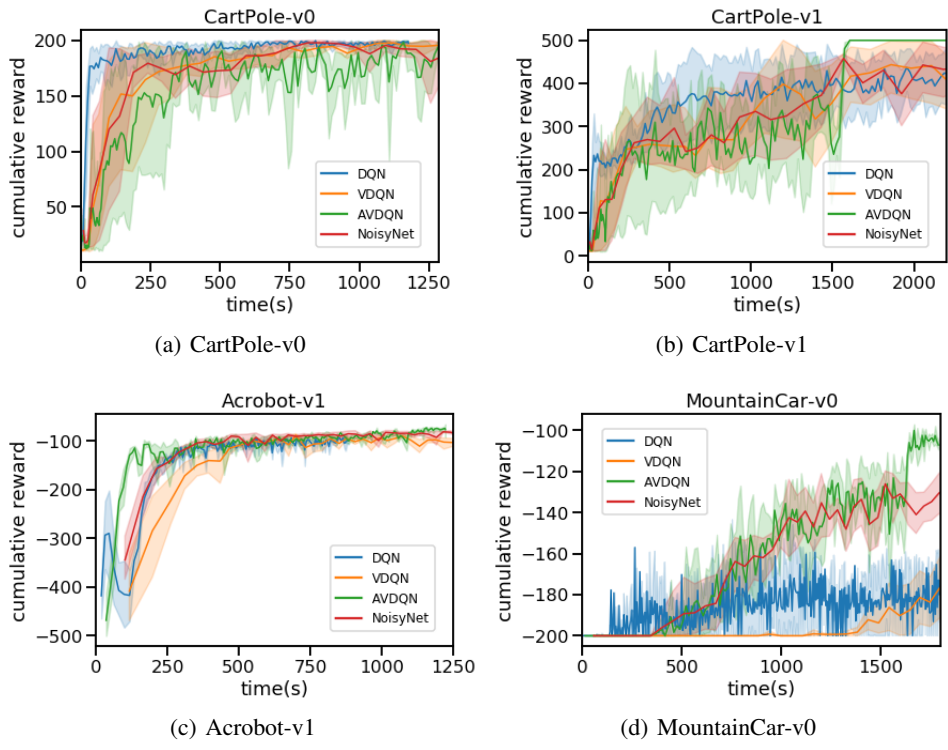 CartPole-v0
cumulative reward
200
150
100
50
0 250 500 750 1000 1250
time(s)
DQN
VDQN
AVDQN
NoisyNet
(a) CartPole-v0
CartPole-v1
cumulative reward
500
400
300
200
100
0
0 500 1000 1500 2000
time(s)
DQN
VDQN
AVDQN
NoisyNet
(b) CartPole-v1
Acrobot-v1
cumulative reward
−100
−200
−300
−400
−500
0 250 500 750 1000 1250
time(s)
DQN
VDQN
AVDQN
NoisyNet
(c) Acrobot-v1
MountainCar-v0
cumulative reward
−100
−120
−140
−160
−180
−200
0 500 1000 1500
time(s)
DQN
VDQN
AVDQN
NoisyNet
(d) MountainCar-v0